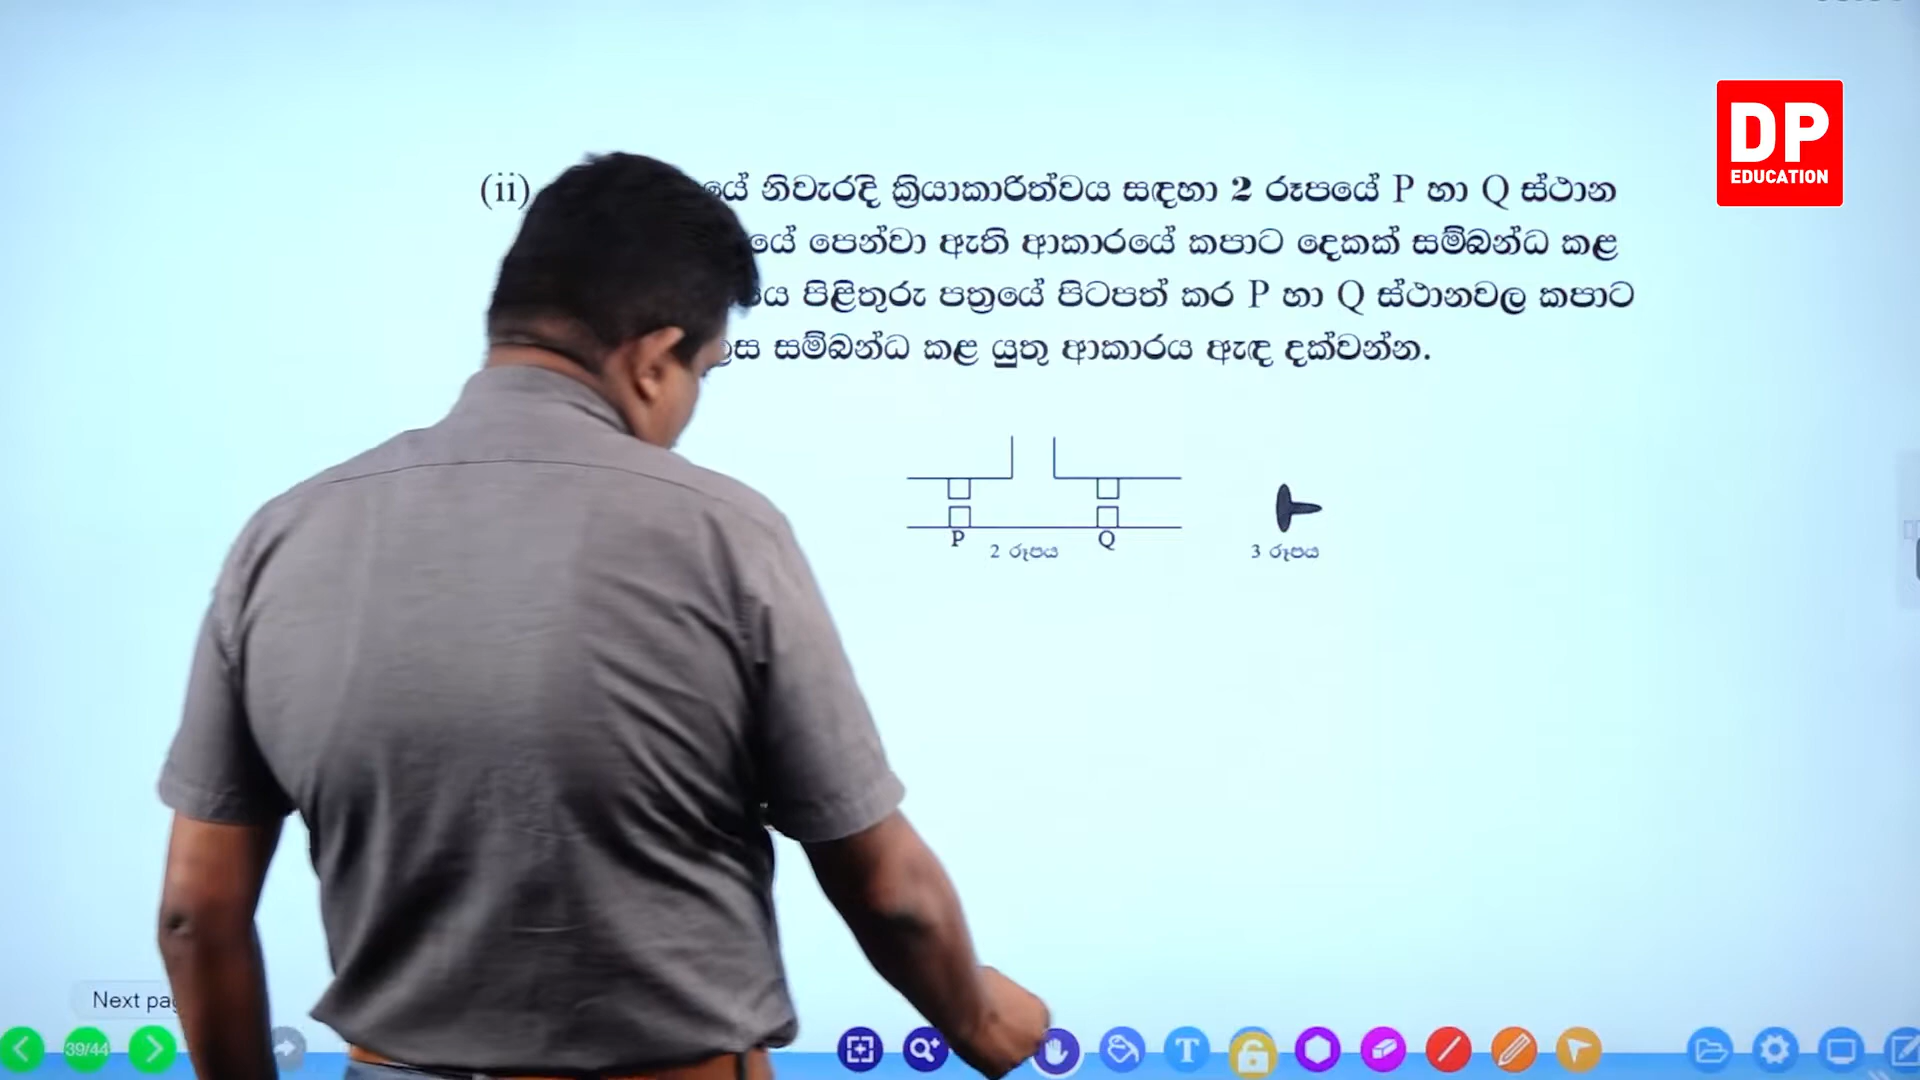 DP
EDUCATION
(ii) නිවැරදි ක්‍රියාකාරිත්වය සඳහා 2 රූපයේ P හා Q ස්ථාන
පෙන්වා ඇති ආකාරයේ කපාට දෙකක් සම්බන්ධ කළ
පිළිතුරු පත්‍රයේ පිටපත් කර P හා Q ස්ථානවල කපාට
සම්බන්ධ කළ යුතු ආකාරය ඇඳ දක්වන්න.
P
Q
2 රූපය
3 රූපය
Next
39/44
T